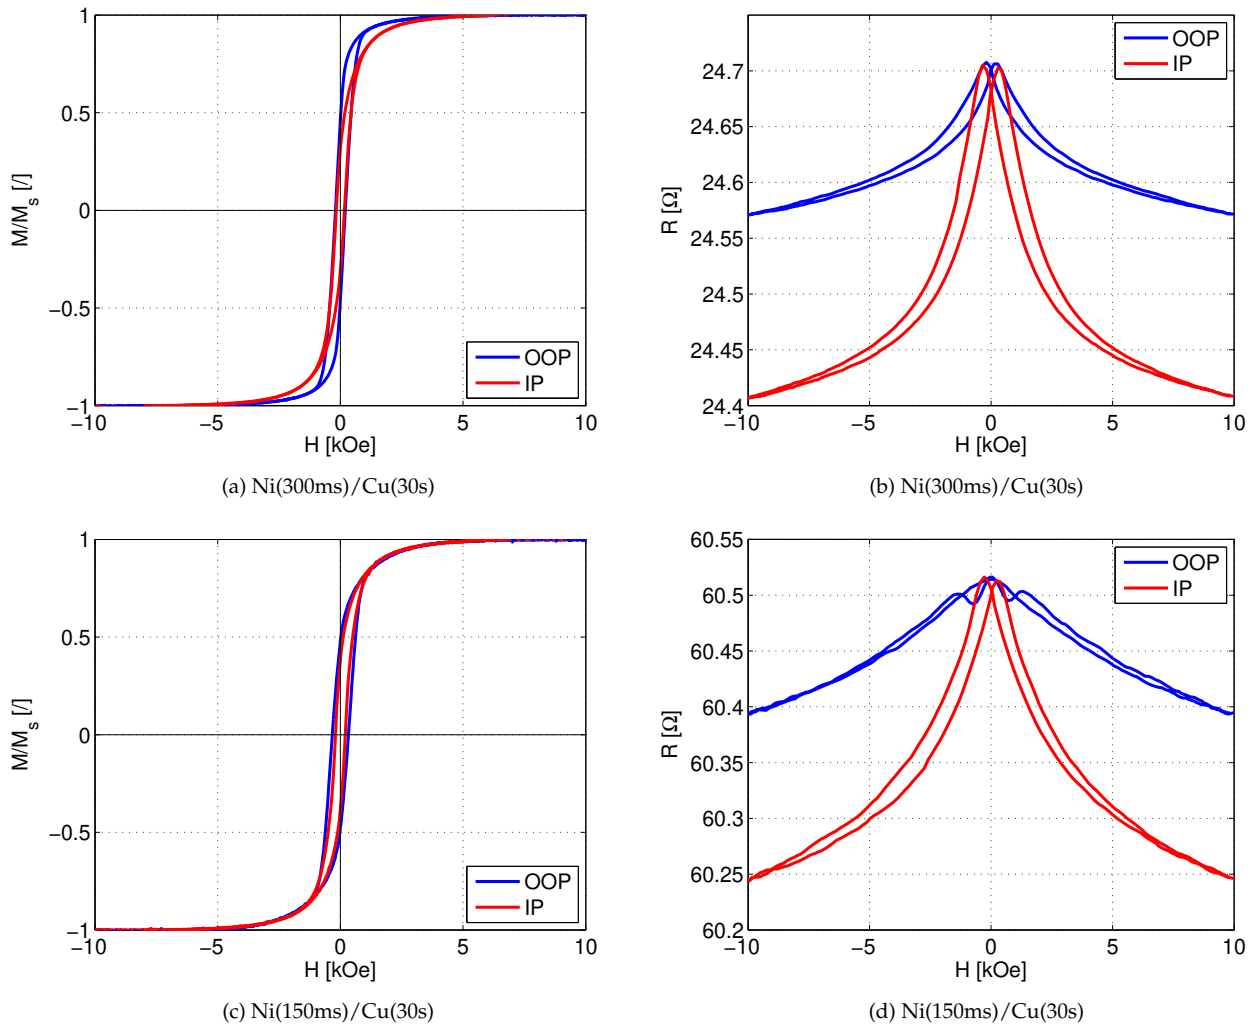 1
0.5
0
−0.5
−1
M/Ms [/]
−10
−5
0
5
10
H [kOe]
OOP
IP
(a) Ni(300ms)/Cu(30s)
24.7
24.65
24.6
24.55
24.5
24.45
24.4
R [Ω]
−10
−5
0
5
10
H [kOe]
OOP
IP
(b) Ni(300ms)/Cu(30s)
1
0.5
0
−0.5
−1
M/Ms [/]
−10
−5
0
5
10
H [kOe]
OOP
IP
(c) Ni(150ms)/Cu(30s)
60.55
60.5
60.45
60.4
60.35
60.3
60.25
60.2
R [Ω]
−10
−5
0
5
10
H [kOe]
OOP
IP
(d) Ni(150ms)/Cu(30s)